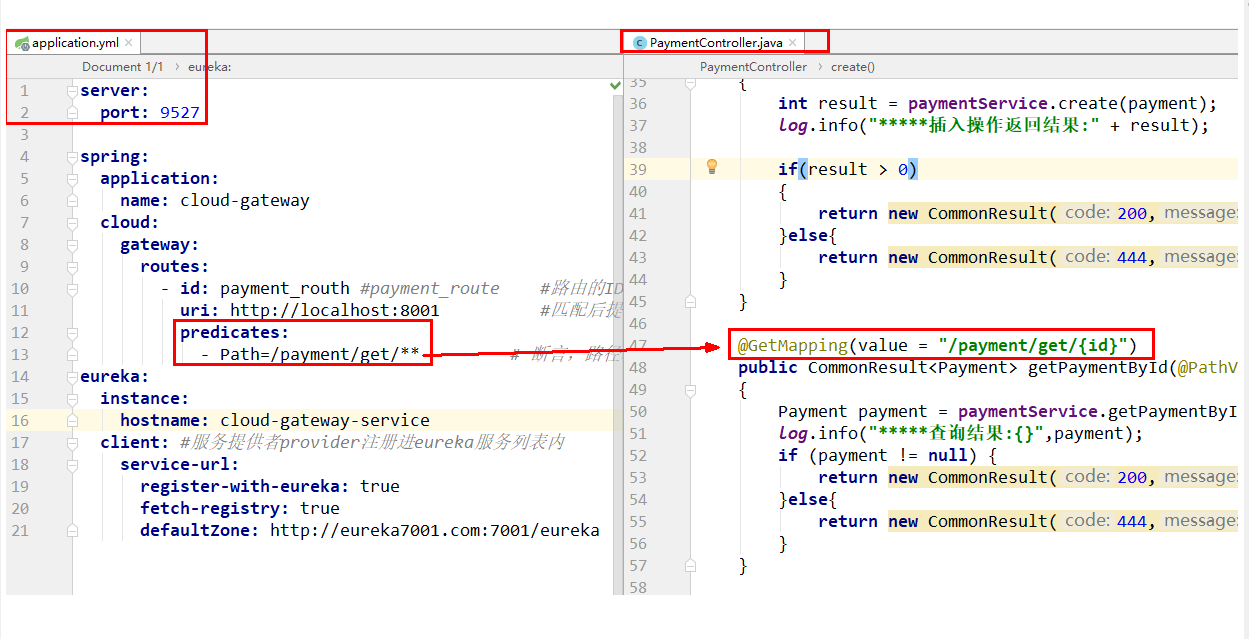 application.yml
Document 1/1 › eureka:
1 server:
2 port: 9527
3
4 spring:
5 application:
6 name: cloud-gateway
7 cloud:
8 gateway:
9 routes:
10 - id: payment_routh #payment_route #路由的ID
11 uri: http://localhost:8001 #匹配后提
12 predicates:
13 - Path=/payment/get/** # 断言，路径
14 eureka:
15 instance:
16 hostname: cloud-gateway-service
17 client: #服务提供者provider注册进eureka服务列表内
18 service-url:
19 register-with-eureka: true
20 fetch-registry: true
21 defaultZone: http://eureka7001.com:7001/eureka
PaymentController.java
PaymentController › create()
35 {
36 int result = paymentService.create(payment);
37 log.info("*****插入操作返回结果:" + result);
38
39 if(result > 0)
40 {
41 return new CommonResult( code: 200, message:
42 }else{
43 return new CommonResult( code: 444, message:
44 }
45 }
46
47 @GetMapping(value = "/payment/get/{id}")
48 public CommonResult<Payment> getPaymentById(@PathV
49 {
50 Payment payment = paymentService.getPaymentByI
51 log.info("*****查询结果:{}",payment);
52 if (payment != null) {
53 return new CommonResult( code: 200, message:
54 }else{
55 return new CommonResult( code: 444, message:
56 }
57 }
58